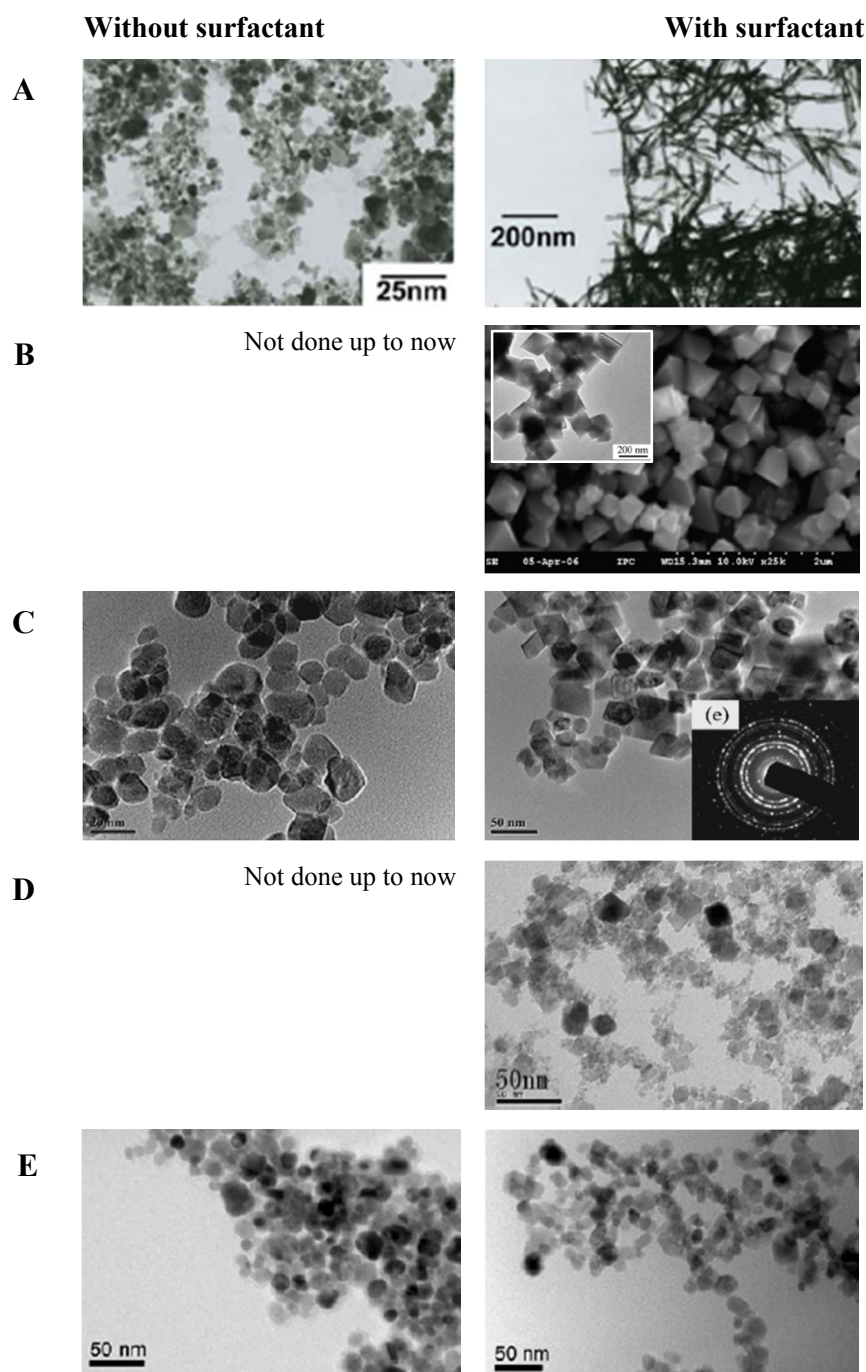 Without surfactant
With surfactant
A
25nm
200nm
B
Not done up to now
200 nm
SE 05-Apr-06 IPC WD15.3mm 10.0kV x25k 2um
C
20 nm
(e)
50 nm
D
Not done up to now
50nm
E
50 nm
50 nm